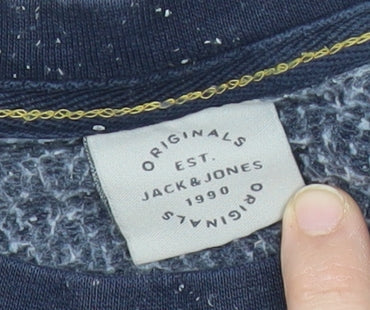 ORIGINALS
EST.
JACK&JONES
1990
ORIGINALS